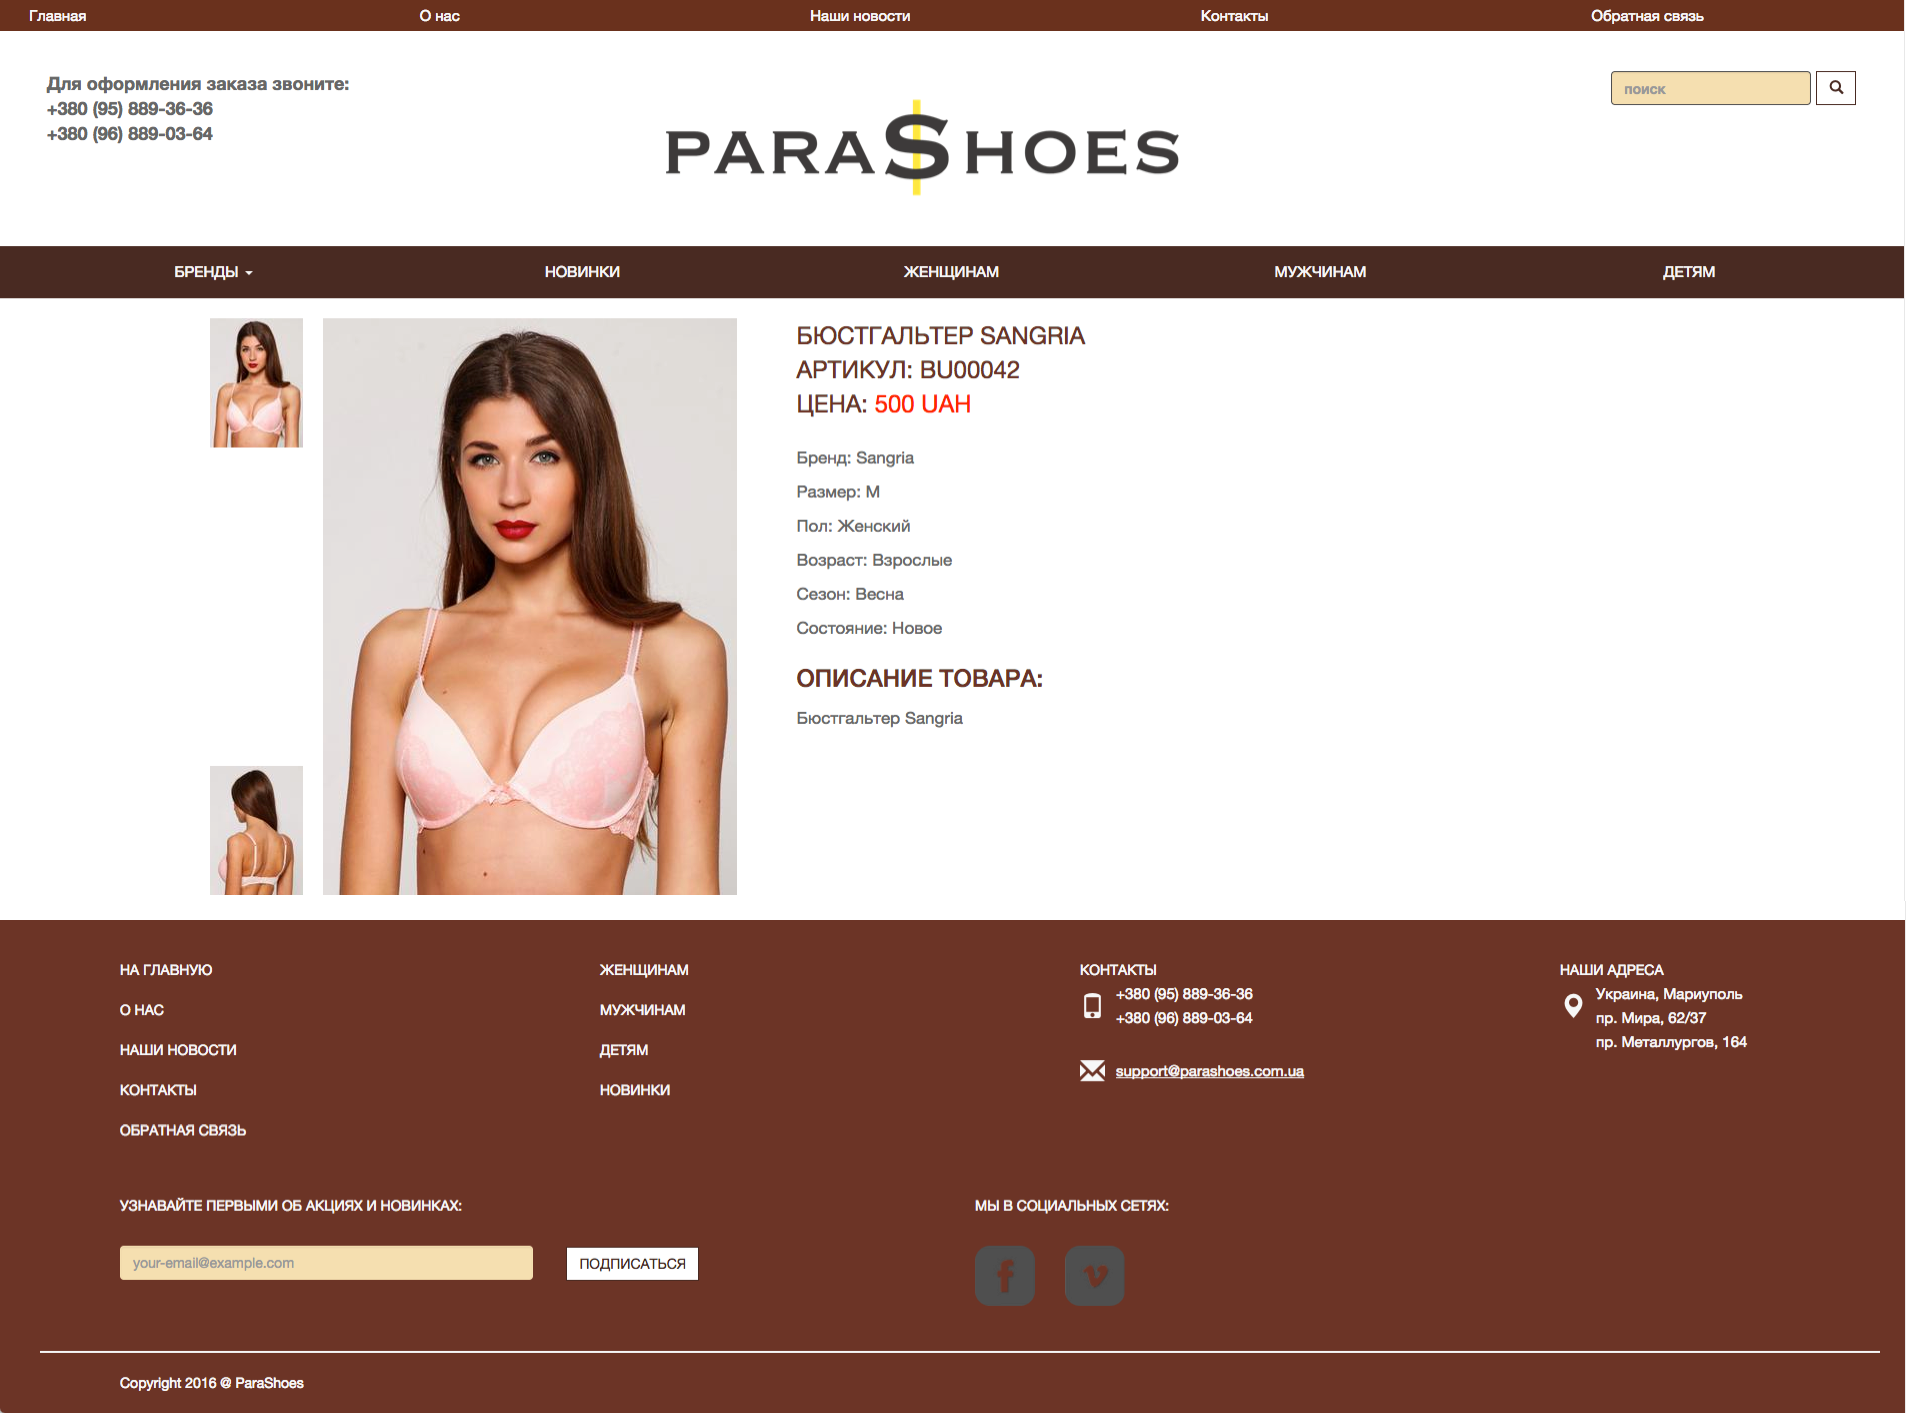 Главная
О нас
Наши новости
Контакты
Обратная связь
Для оформления заказа звоните:
+380 (95) 889-36-36
+380 (96) 889-03-64
PARA$HOES
поиск
БРЕНДЫ
НОВИНКИ
ЖЕНЩИНАМ
МУЖЧИНАМ
ДЕТЯМ
БЮСТГАЛЬТЕР SANGRIA
АРТИКУЛ: BU00042
ЦЕНА: 500 UAH
Бренд: Sangria
Размер: M
Пол: Женский
Возраст: Взрослые
Сезон: Весна
Состояние: Новое
ОПИСАНИЕ ТОВАРА:
Бюстгальтер Sangria
НА ГЛАВНУЮ
О НАС
НАШИ НОВОСТИ
КОНТАКТЫ
ОБРАТНАЯ СВЯЗЬ
ЖЕНЩИНАМ
МУЖЧИНАМ
ДЕТЯМ
НОВИНКИ
КОНТАКТЫ
+380 (95) 889-36-36
+380 (96) 889-03-64
support@parashoes.com.ua
НАШИ АДРЕСА
Украина, Мариуполь
пр. Мира, 62/37
пр. Металлургов, 164
УЗНАВАЙТЕ ПЕРВЫМИ ОБ АКЦИЯХ И НОВИНКАХ:
your-email@example.com
ПОДПИСАТЬСЯ
МЫ В СОЦИАЛЬНЫХ СЕТЯХ:
Copyright 2016 @ ParaShoes